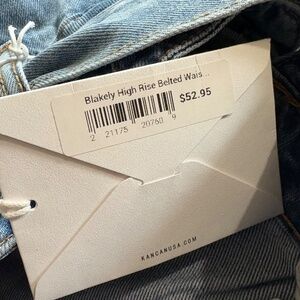 Blakely High Rise Belted Wais...
$52.95
2 21175 20760 9
KANCANUSA.COM